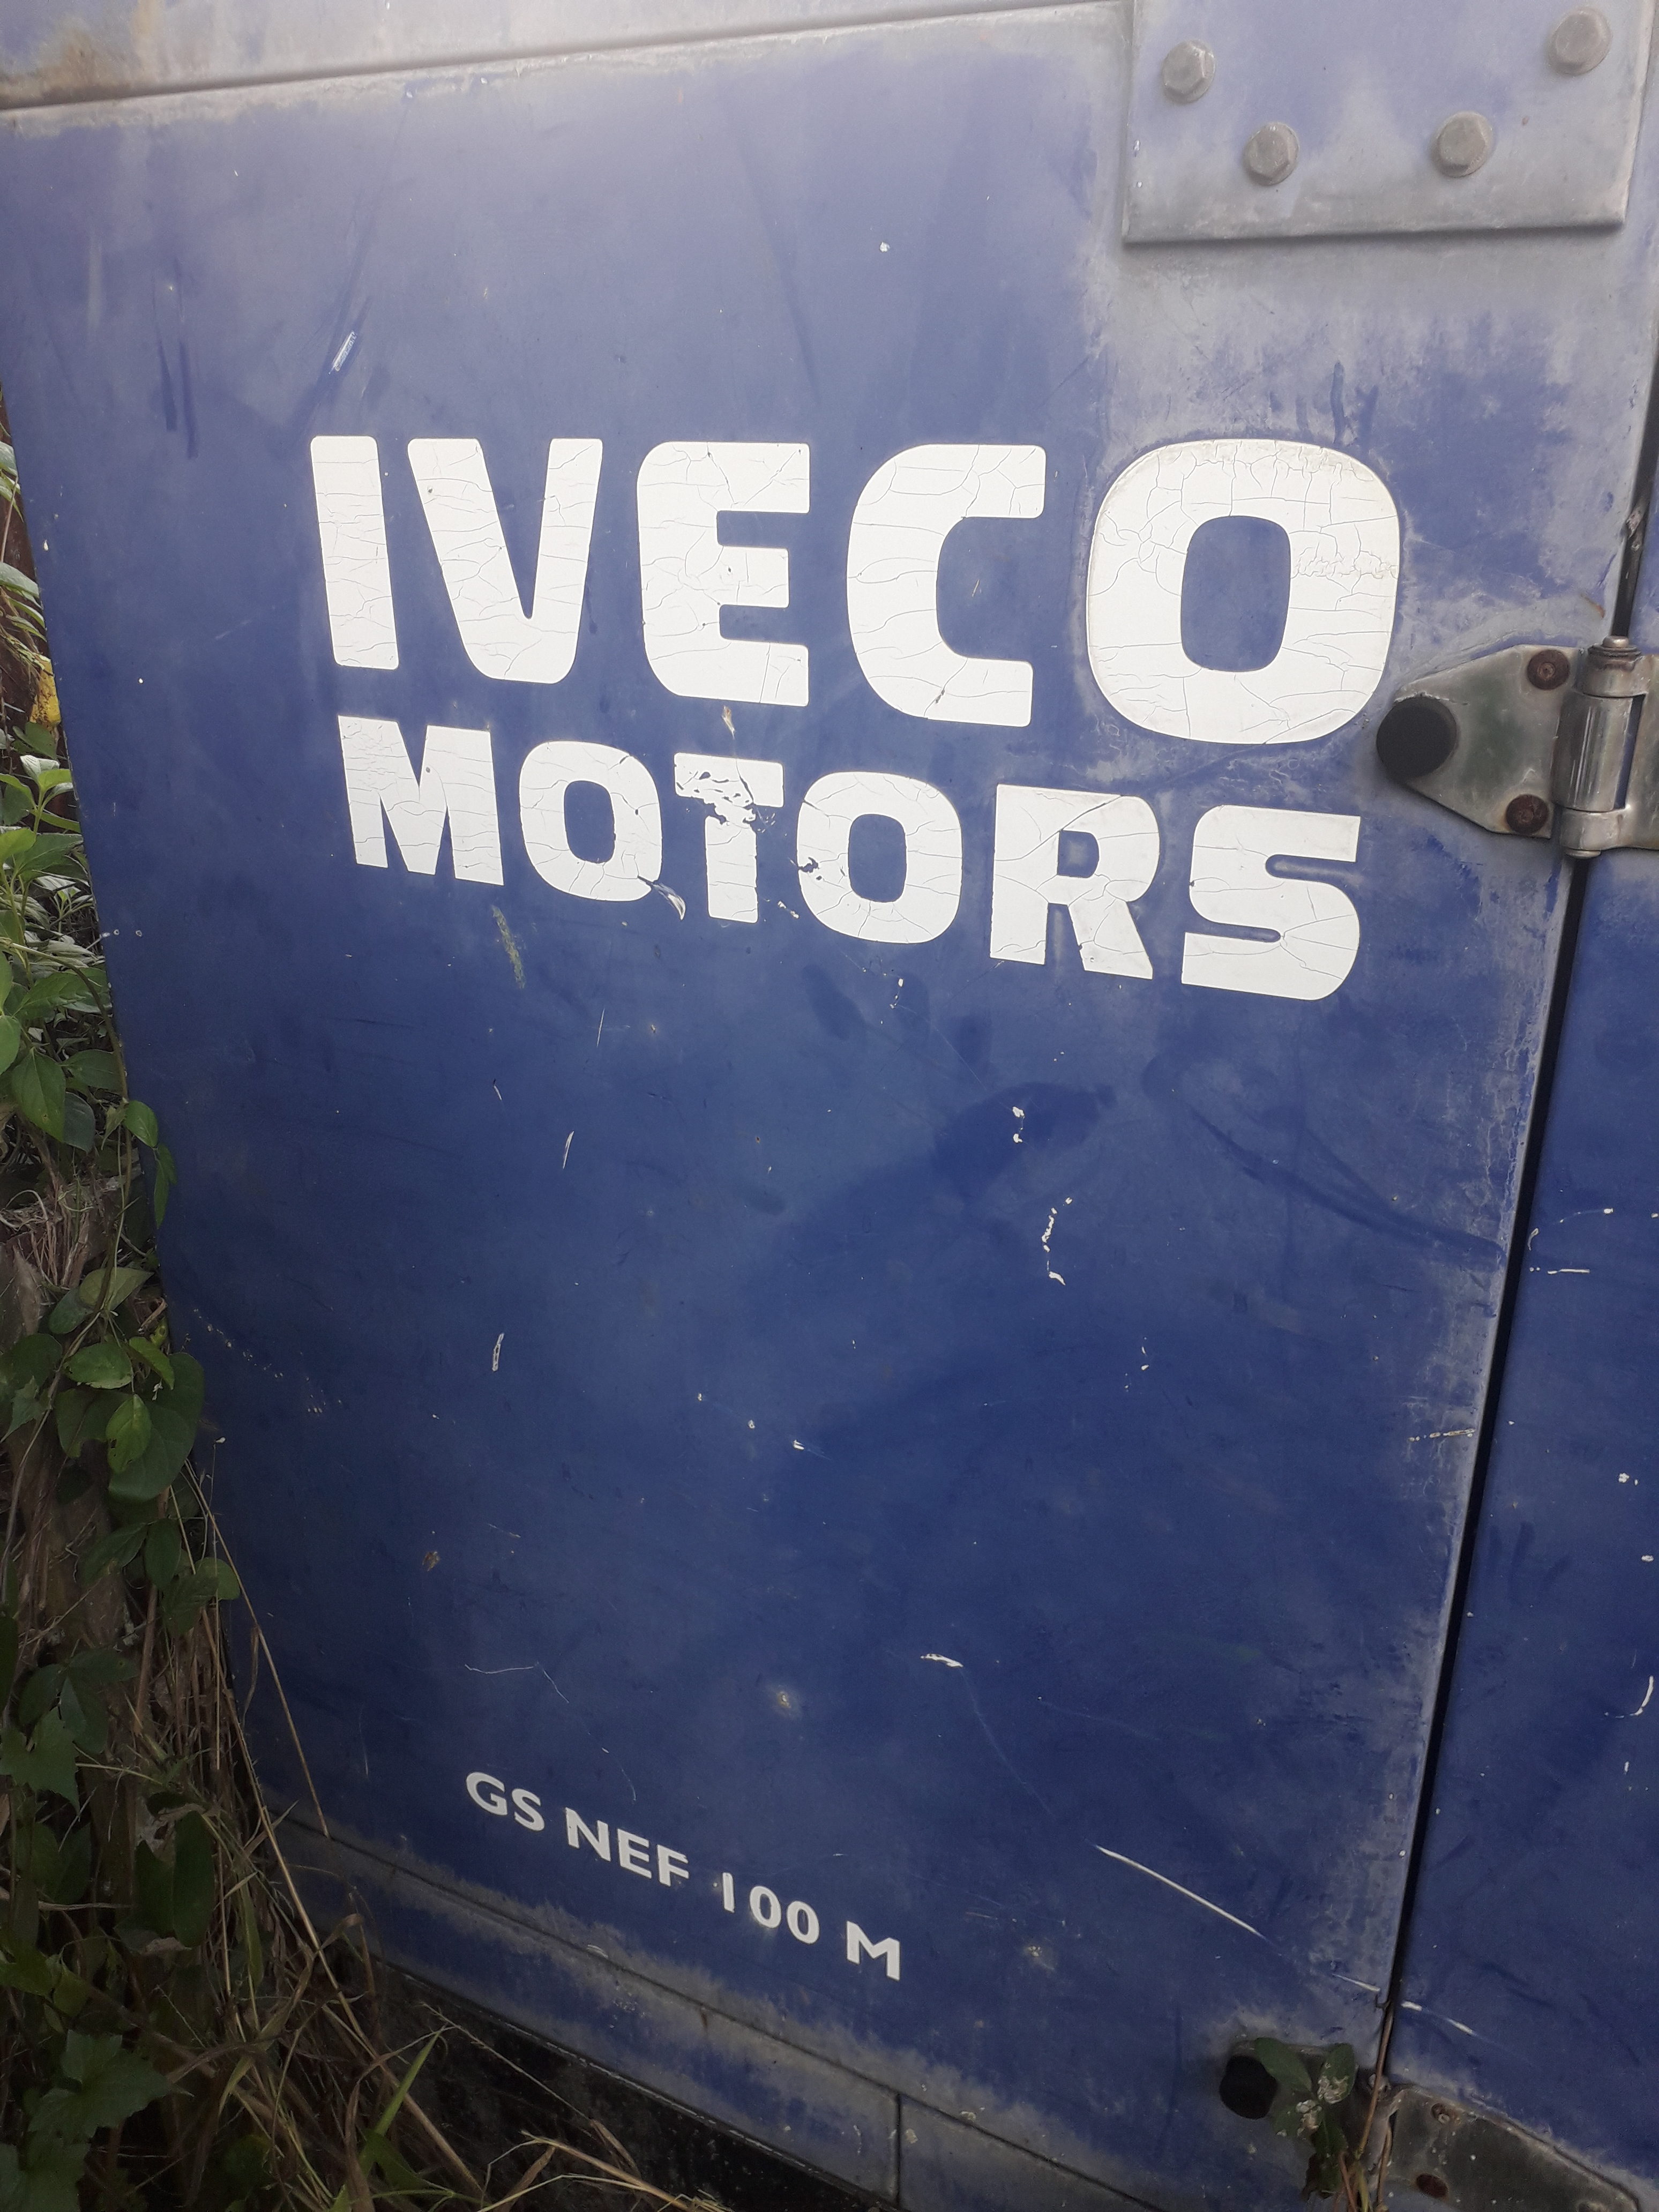 IVECO
MOTORS
GS NEF 100 M